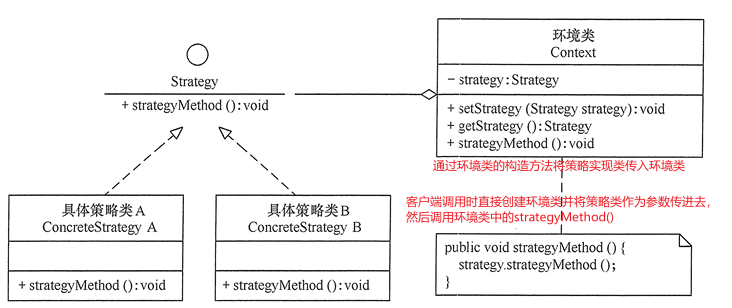 Strategy
+ strategyMethod (): void
环境类
Context
- strategy: Strategy
+ setStrategy (Strategy strategy): void
+ getStrategy (): Strategy
+ strategyMethod (): void
通过环境类的构造方法将策略实现类传入环境类
客户端调用时直接创建环境类并将策略类作为参数传进去，
然后调用环境类中的strategyMethod()
具体策略类A
ConcreteStrategy A
+ strategyMethod (): void
具体策略类B
ConcreteStrategy B
+ strategyMethod (): void
public void strategyMethod () {
strategy.strategyMethod ();
}